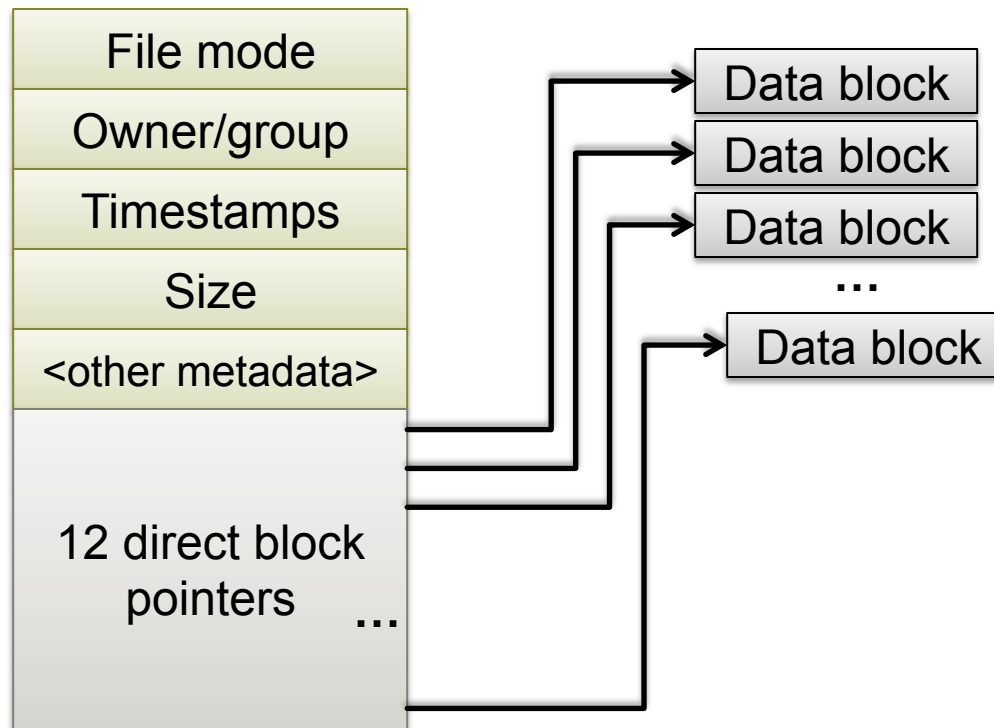 File mode
Owner/group
Timestamps
Size
<other metadata>
12 direct block
pointers
...
Data block
Data block
Data block
...
Data block